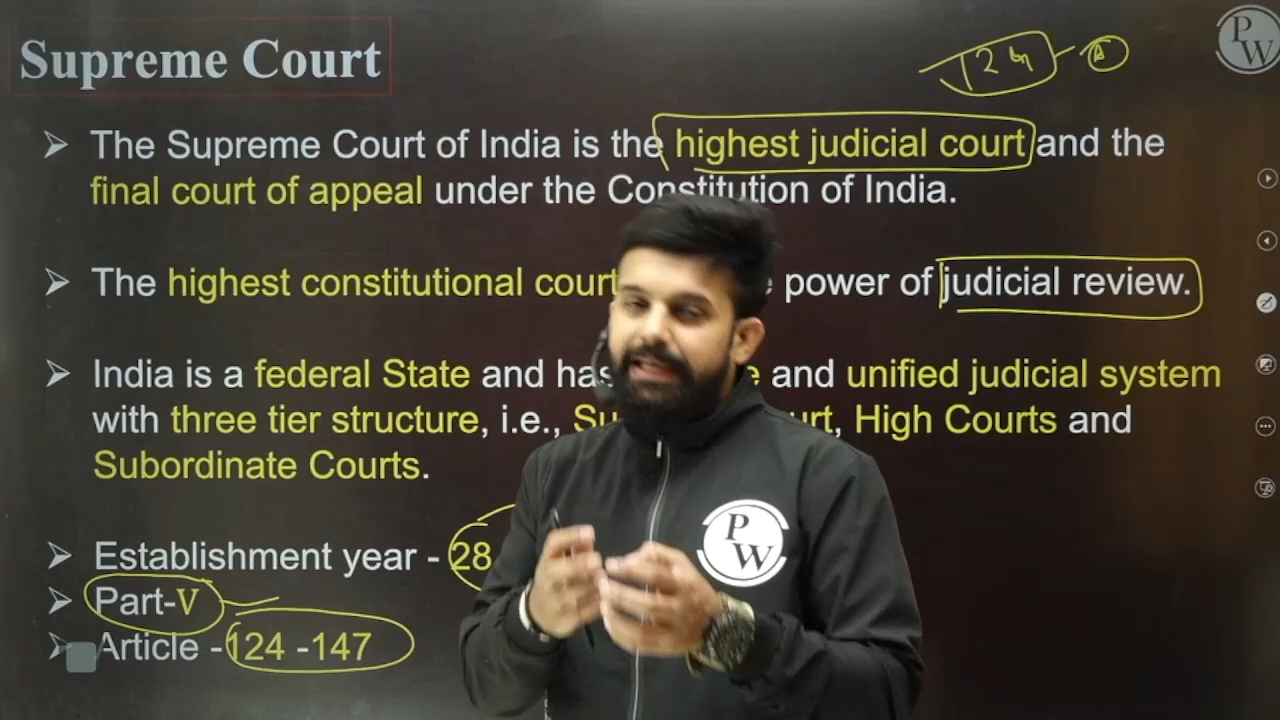 Supreme Court
124 - A
PW
➢ The Supreme Court of India is the highest judicial court and the
final court of appeal under the Constitution of India.
➢ The highest constitutional court power of judicial review.
➢ India is a federal State and has and unified judicial system
with three tier structure, i.e., High Courts and
Subordinate Courts.
➢ Establishment year - 28
➢ Part-V
➢ Article -124 -147
PW